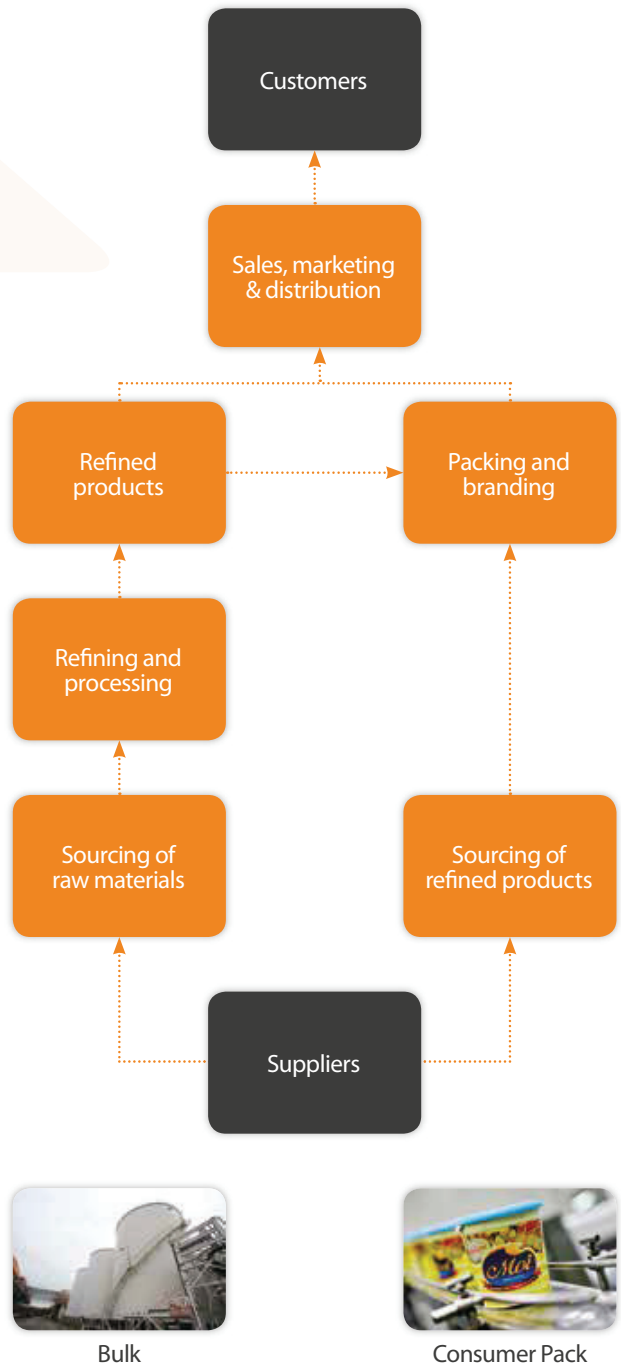 Customers
Sales, marketing
& distribution
Refined
products
Packing and
branding
Refining and
processing
Sourcing of
raw materials
Sourcing of
refined products
Suppliers
Moi
Bulk
Consumer Pack